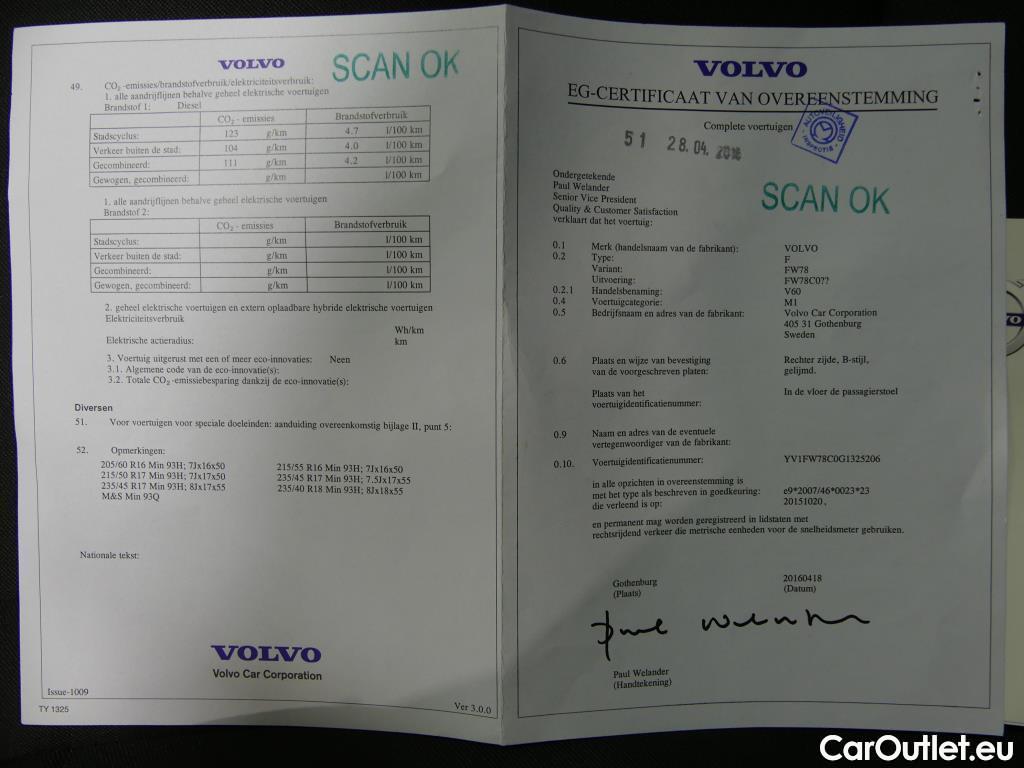 VOLVO
SCAN OK
49. CO₂ -emissies/brandstofverbruik/elektriciteitsverbruik:
1. alle aandrijflijnen behalve geheel elektrische voertuigen
Brandstof 1: Diesel
CO₂ - emissies Brandstofverbruik
Stadscyclus: 123 g/km 4.7 l/100 km
Verkeer buiten de stad: 104 g/km 4.0 l/100 km
Gecombineerd: 111 g/km 4.2 l/100 km
Gewogen, gecombineerd: g/km l/100 km
1. alle aandrijflijnen behalve geheel elektrische voertuigen
Brandstof 2:
CO₂ - emissies Brandstofverbruik
Stadscyclus: g/km l/100 km
Verkeer buiten de stad: g/km l/100 km
Gecombineerd: g/km l/100 km
Gewogen, gecombineerd: g/km l/100 km
2. geheel elektrische voertuigen en extern oplaadbare hybride elektrische voertuigen
Elektriciteitsverbruik Wh/km
Elektrische actieradius: km
3. Voertuig uitgerust met een of meer eco-innovaties: Neen
3.1. Algemene code van de eco-innovatie(s):
3.2. Totale CO₂ -emissiebesparing dankzij de eco-innovatie(s):
Diversen
51. Voor voertuigen voor speciale doeleinden: aanduiding overeenkomstig bijlage II, punt 5:
52. Opmerkingen:
205/60 R16 Min 93H; 7Jx16x50 215/55 R16 Min 93H; 7Jx16x50
215/50 R17 Min 93H; 7Jx17x50 235/45 R17 Min 93H; 7.5Jx17x55
235/45 R17 Min 93H; 8Jx17x55 235/40 R18 Min 93H; 8Jx18x55
M&S Min 93Q
Nationale tekst:
VOLVO
Volvo Car Corporation
Issue-1009
Ver 3.0.0
TY 1325
VOLVO
EG-CERTIFICAAT VAN OVEREENSTEMMING
Complete voertuigen
AUTOVEILIGHEID
INSPECTIE
51 28.04. 2016
SCAN OK
Ondergetekende
Paul Welander
Senior Vice President
Quality & Customer Satisfaction
verklaart dat het voertuig:
0.1 Merk (handelsnaam van de fabrikant): VOLVO
0.2 Type: F
Variant: FW78
Uitvoering: FW78C0??
0.2.1 Handelsbenaming: V60
0.4 Voertuigcategorie: M1
0.5 Bedrijfsnaam en adres van de fabrikant: Volvo Car Corporation
405 31 Gothenburg
Sweden
0.6 Plaats en wijze van bevestiging Rechter zijde, B-stijl,
van de voorgeschreven platen: gelijmd.
Plaats van het In de vloer de passagierstoel
voertuigidentificatienummer:
0.9 Naam en adres van de eventuele
vertegenwoordiger van de fabrikant:
0.10. Voertuigidentificatienummer: YV1FW78C0G1325206
in alle opzichten in overeenstemming is
met het type als beschreven in goedkeuring: e9*2007/46*0023*23
die verleend is op: 20151020,
en permanent mag worden geregistreerd in lidstaten met
rechtsrijdend verkeer die metrische eenheden voor de snelheidsmeter gebruiken.
Gothenburg 20160418
(Plaats) (Datum)
Paul Welander
Paul Welander
(Handtekening)
CarOutlet.eu